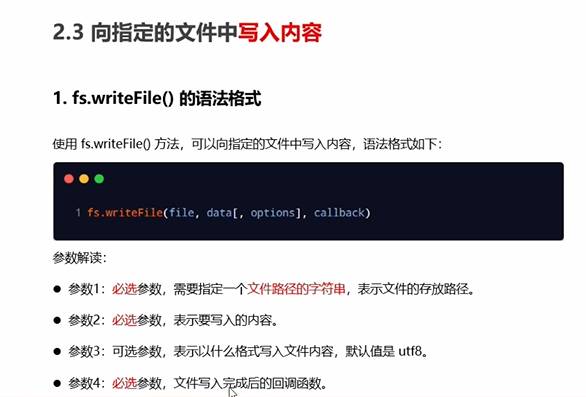 2.3 向指定的文件中写入内容
1. fs.writeFile() 的语法格式
使用 fs.writeFile() 方法，可以向指定的文件中写入内容，语法格式如下：
1 fs.writeFile(file, data[, options], callback)
参数解读：
● 参数1：必选参数，需要指定一个文件路径的字符串，表示文件的存放路径。
● 参数2：必选参数，表示要写入的内容。
● 参数3：可选参数，表示以什么格式写入文件内容，默认值是 utf8。
● 参数4：必选参数，文件写入完成后的回调函数。